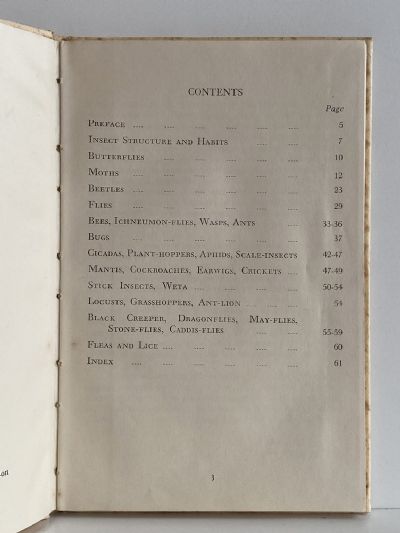 CONTENTS
Page
Preface .... .... .... .... .... .... 5
Insect Structure and Habits .... .... 7
Butterflies .... .... .... .... .... 10
Moths .... .... .... .... .... .... 12
Beetles .... .... .... .... .... .... 23
Flies .... .... .... .... .... .... 29
Bees, Ichneumon-flies, Wasps, Ants .... 33-36
Bugs .... .... .... .... .... .... 37
Cicadas, Plant-hoppers, Aphids, Scale-insects 42-47
Mantis, Cockroaches, Earwigs, Crickets .... 47-49
Stick Insects, Weta .... .... .... .... 50-54
Locusts, Grasshoppers, Ant-lion .... .... 54
Black Creeper, Dragonflies, May-flies,
Stone-flies, Caddis-flies .... 55-59
Fleas and Lice .... .... .... .... .... 60
Index .... .... .... .... .... .... 61
3